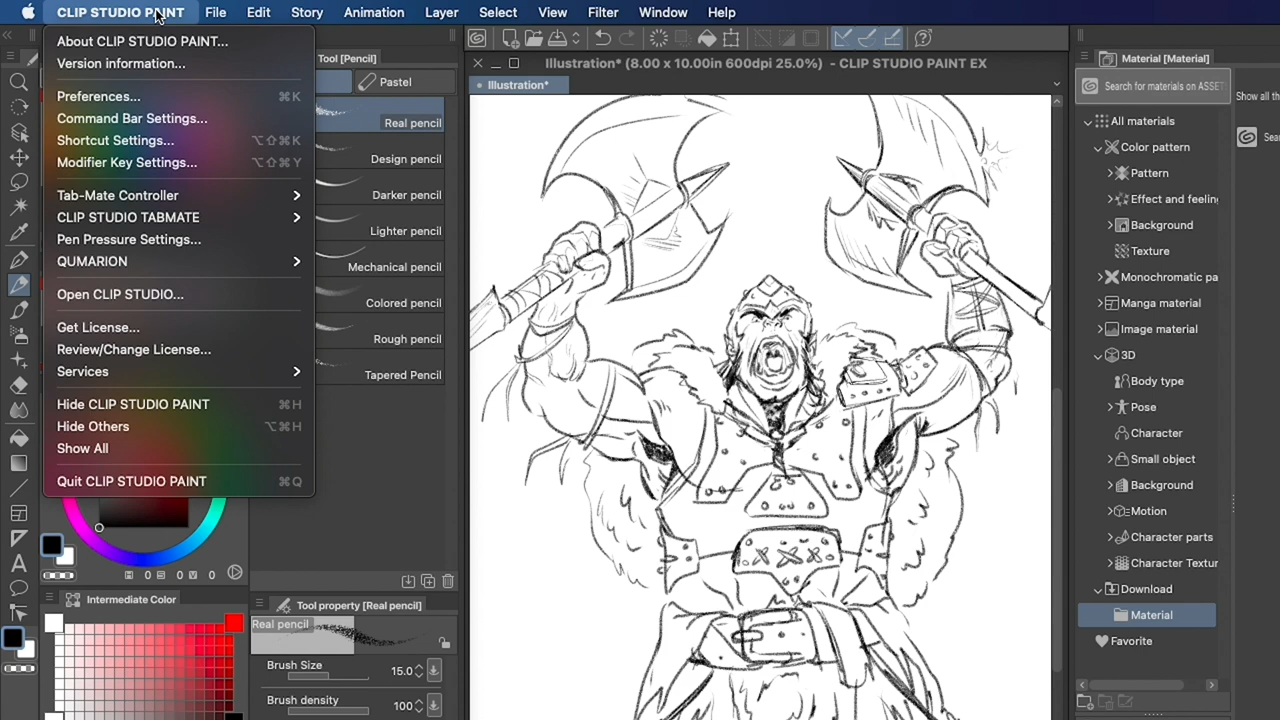 CLIP STUDIO PAINT File Edit Story Animation Layer Select View Filter Window Help
About CLIP STUDIO PAINT...
Version information...
Preferences... ⌘K
Command Bar Settings...
Shortcut Settings... ⌥⇧⌘K
Modifier Key Settings... ⌥⇧⌘Y
Tab-Mate Controller
CLIP STUDIO TABMATE
Pen Pressure Settings...
QUMARION
Open CLIP STUDIO...
Get License...
Review/Change License...
Services
Hide CLIP STUDIO PAINT ⌘H
Hide Others ⌥⌘H
Show All
Quit CLIP STUDIO PAINT ⌘Q
H 0 S 0 V 0
Intermediate Color
Tool [Pencil]
Pastel
Real pencil
Design pencil
Darker pencil
Lighter pencil
Mechanical pencil
Colored pencil
Rough pencil
Tapered Pencil
Tool property [Real pencil]
Real pencil
Brush Size 15.0
Brush density 100
Illustration* (8.00 x 10.00in 600dpi 25.0%) - CLIP STUDIO PAINT EX
Illustration*
Material [Material]
Search for materials on ASSET
Show all the
Clip
All materials
Color pattern
Pattern
Effect and feelin
Background
Texture
Monochromatic pa
Manga material
Image material
3D
Body type
Pose
Character
Small object
Background
Motion
Character parts
Character Textur
Download
Material
Favorite